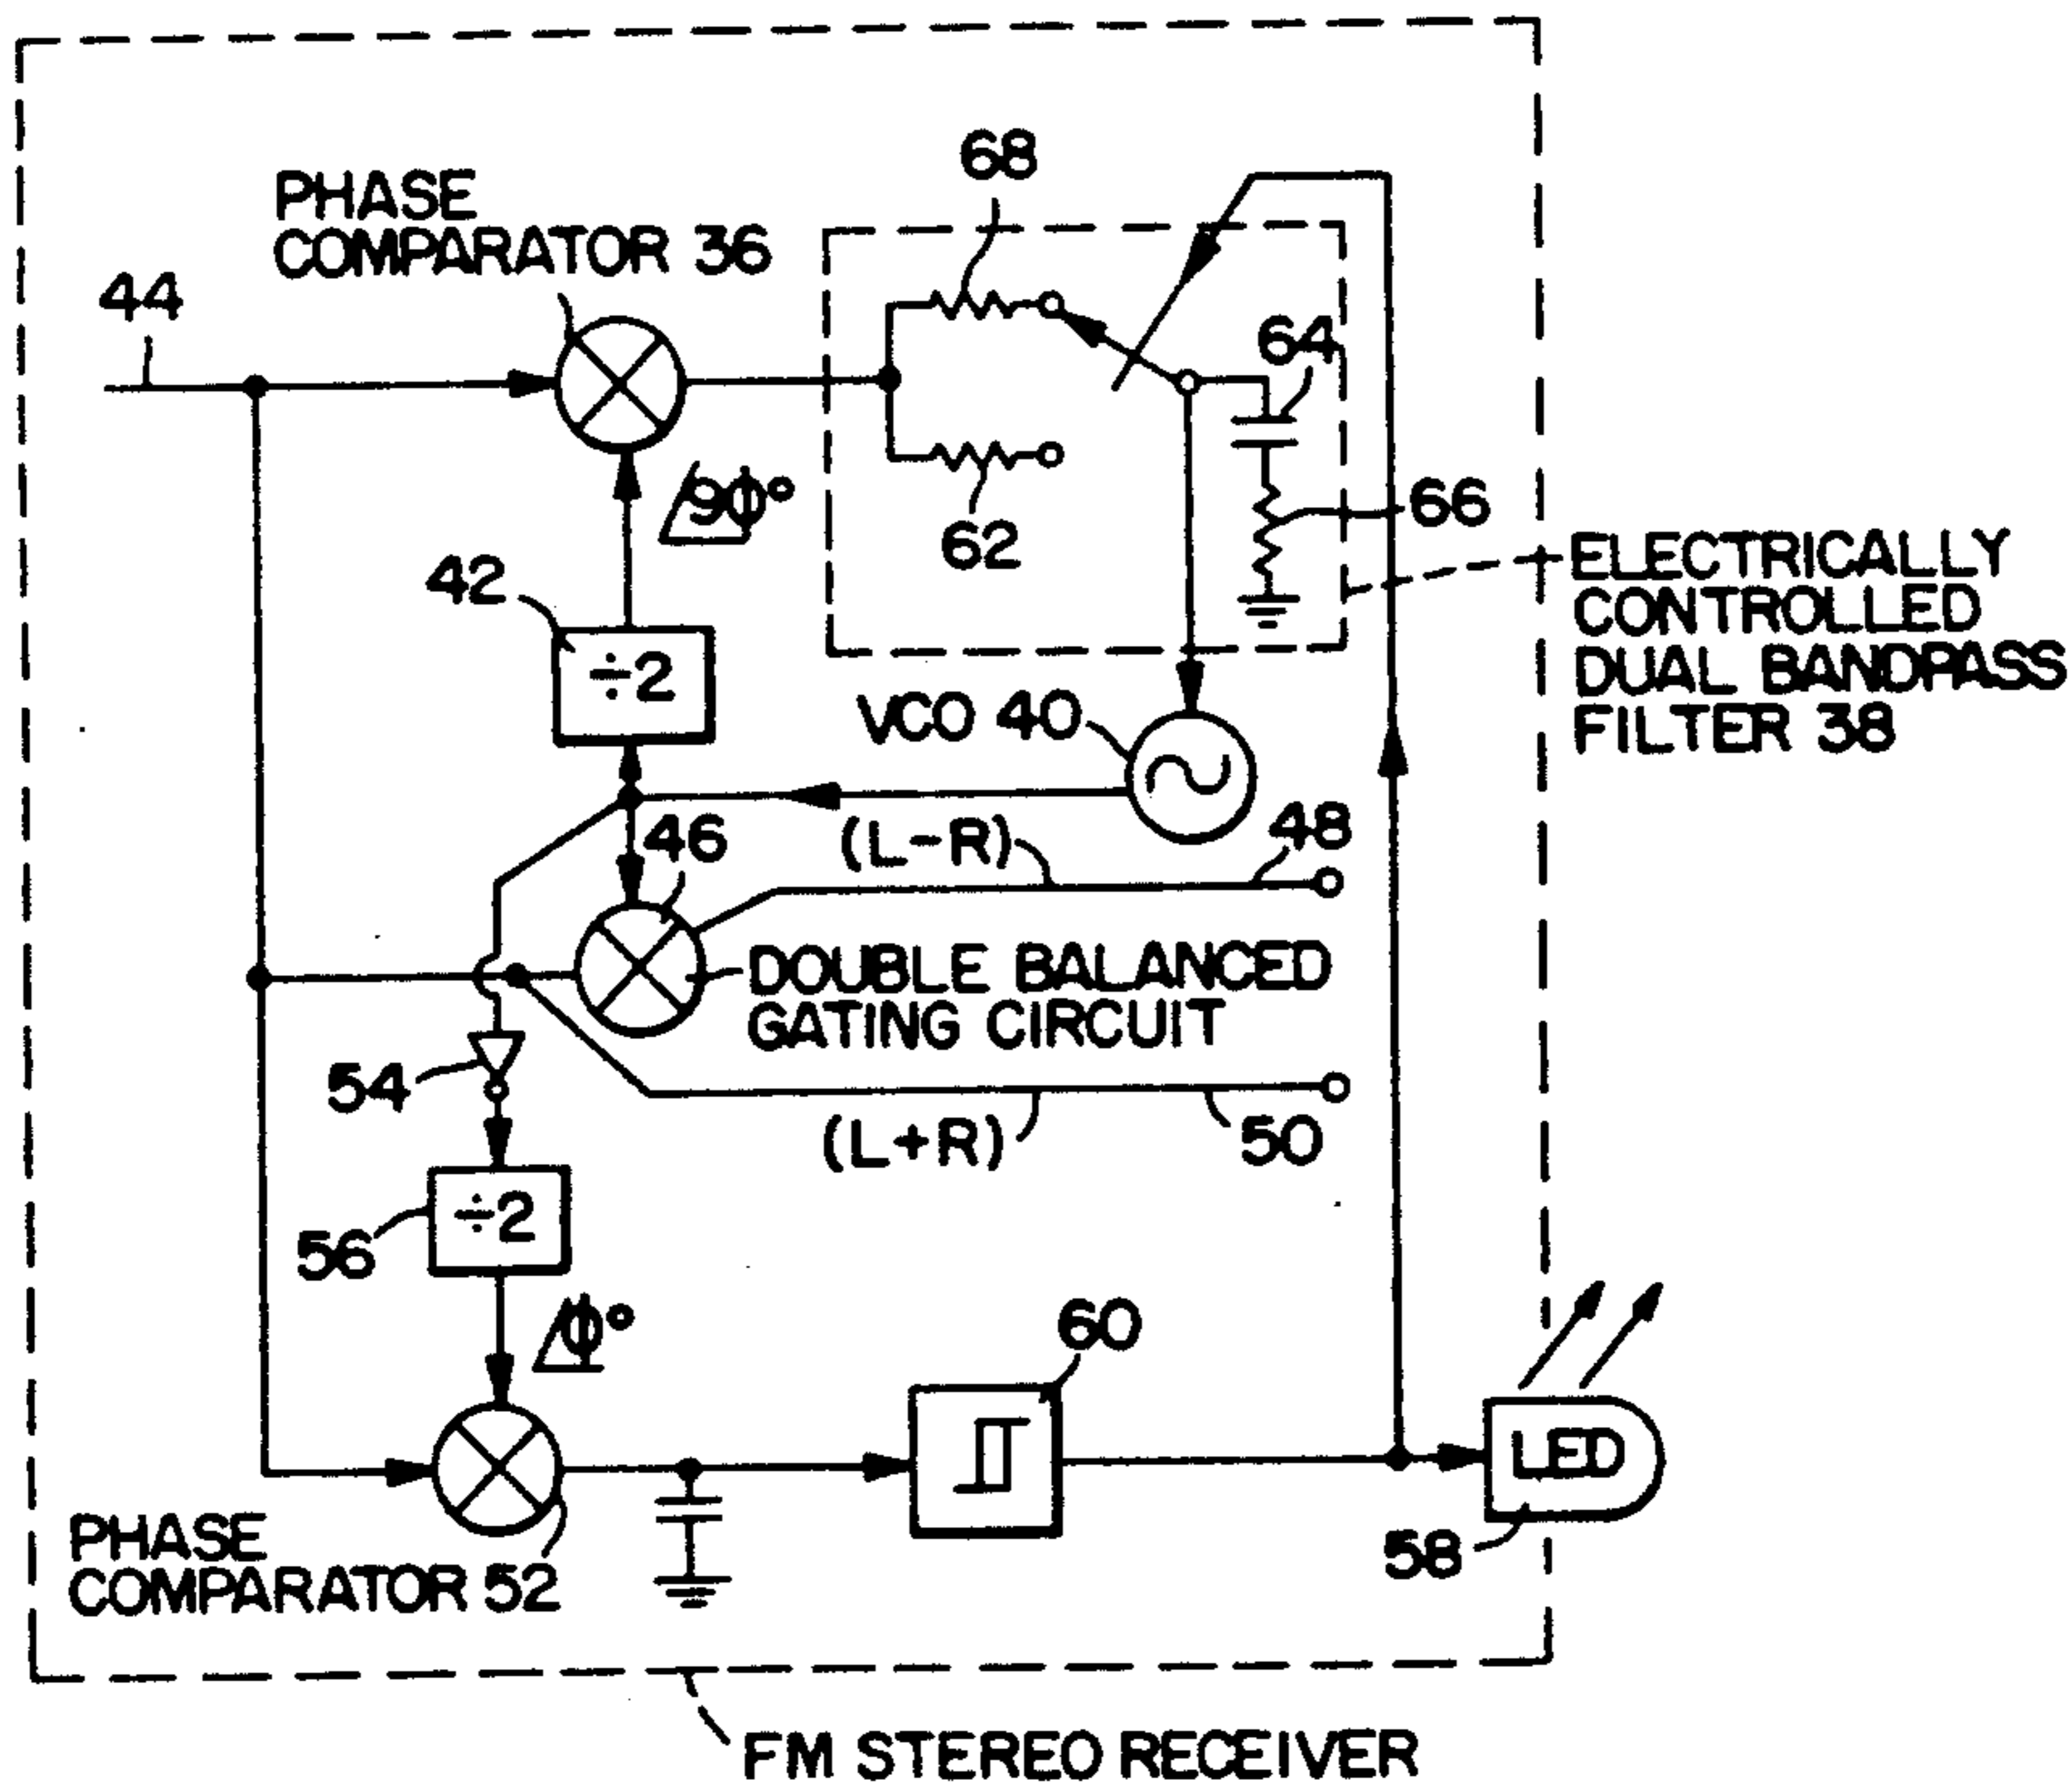 68
PHASE
COMPARATOR 36
44
64
66
90°
62
42
÷2
ELECTRICALLY
CONTROLLED
DUAL BANDPASS
FILTER 38
VCO 40
46
(L-R)
48
DOUBLE BALANCED
GATING CIRCUIT
54
(L+R)
50
÷2
56
0°
60
LED
58
PHASE
COMPARATOR 52
FM STEREO RECEIVER